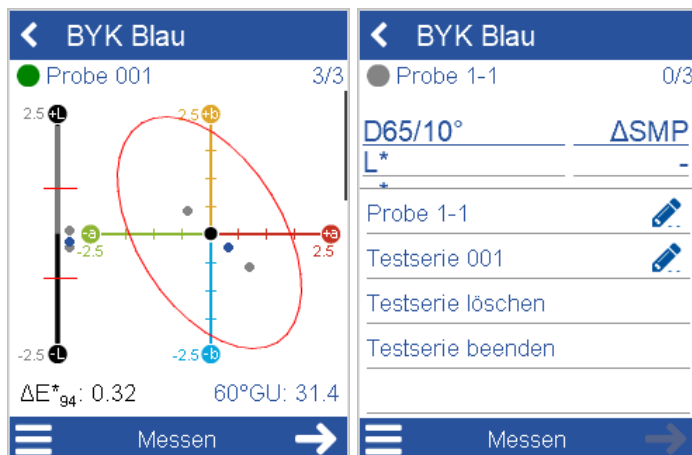 BYK Blau
Probe 001 3/3
2.5 +L 2.5 +b
-a +a
-2.5 2.5
-2.5 -L -2.5 -b
ΔE*94: 0.32 60°GU: 31.4
Messen
BYK Blau
Probe 1-1 0/3
D65/10° ΔSMP
L* -
Probe 1-1
Testserie 001
Testserie löschen
Testserie beenden
Messen